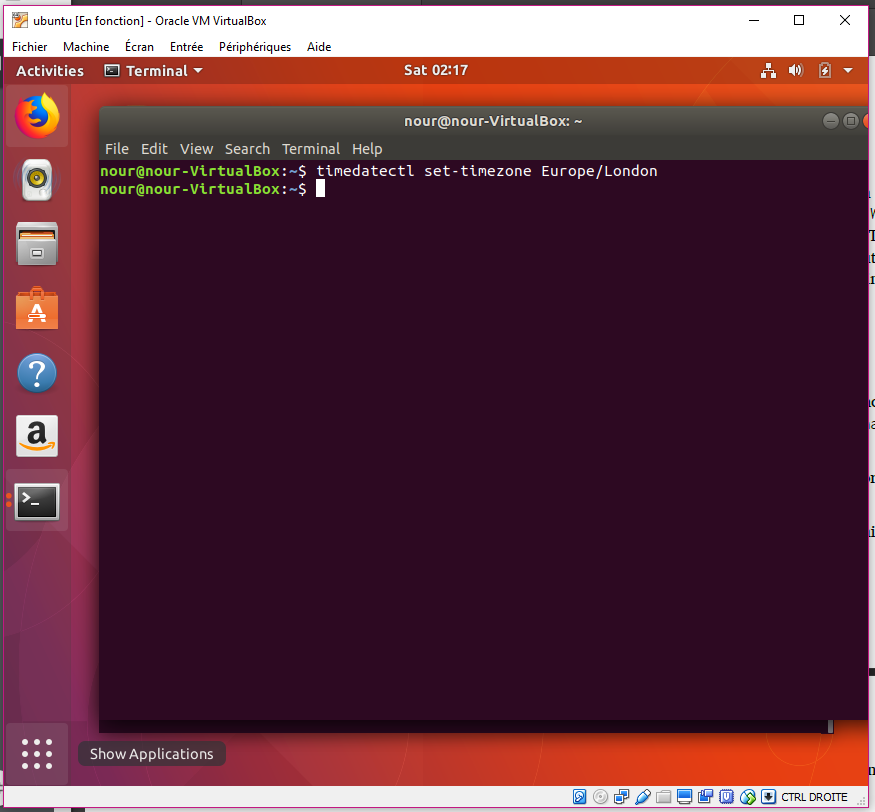 ubuntu [En fonction] - Oracle VM VirtualBox
Fichier Machine Écran Entrée Périphériques Aide
Activities Terminal Sat 02:17
nour@nour-VirtualBox: ~
File Edit View Search Terminal Help
nour@nour-VirtualBox:~$ timedatectl set-timezone Europe/London
nour@nour-VirtualBox:~$
Show Applications
CTRL DROITE